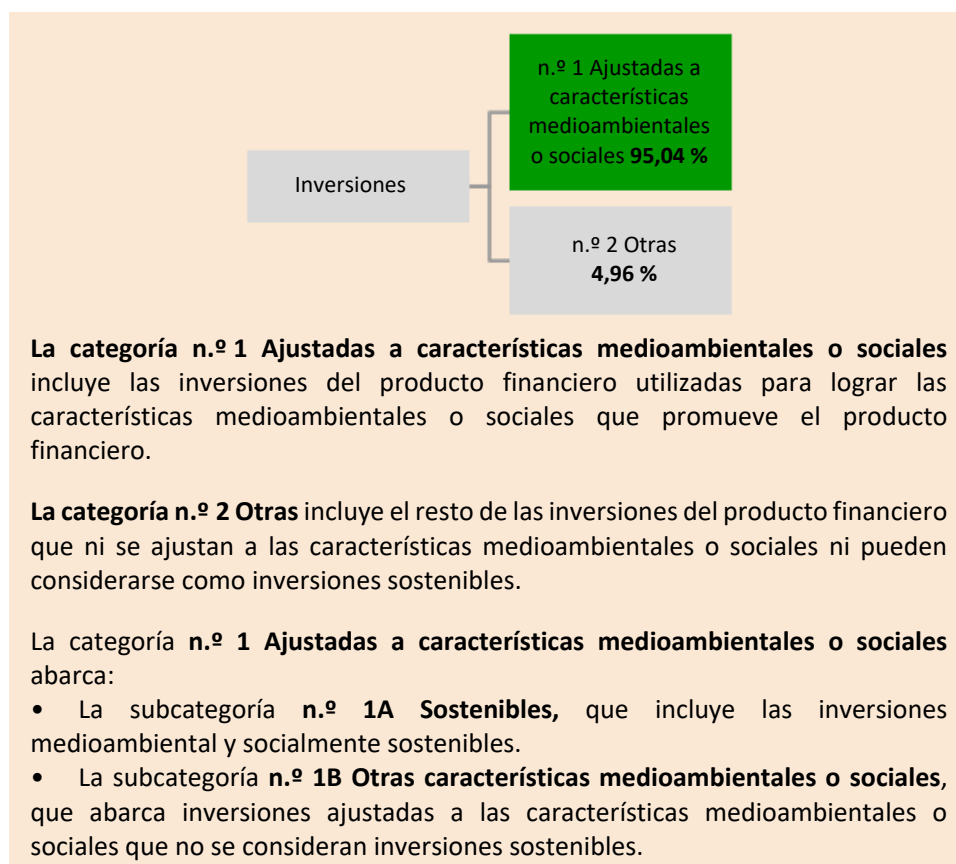 n.º 1 Ajustadas a
características
medioambientales
o sociales 95,04 %
Inversiones
n.º 2 Otras
4,96 %
La categoría n.º 1 Ajustadas a características medioambientales o sociales
incluye las inversiones del producto financiero utilizadas para lograr las
características medioambientales o sociales que promueve el producto
financiero.
La categoría n.º 2 Otras incluye el resto de las inversiones del producto financiero
que ni se ajustan a las características medioambientales o sociales ni pueden
considerarse como inversiones sostenibles.
La categoría n.º 1 Ajustadas a características medioambientales o sociales
abarca:
• La subcategoría n.º 1A Sostenibles, que incluye las inversiones
medioambiental y socialmente sostenibles.
• La subcategoría n.º 1B Otras características medioambientales o sociales,
que abarca inversiones ajustadas a las características medioambientales o
sociales que no se consideran inversiones sostenibles.